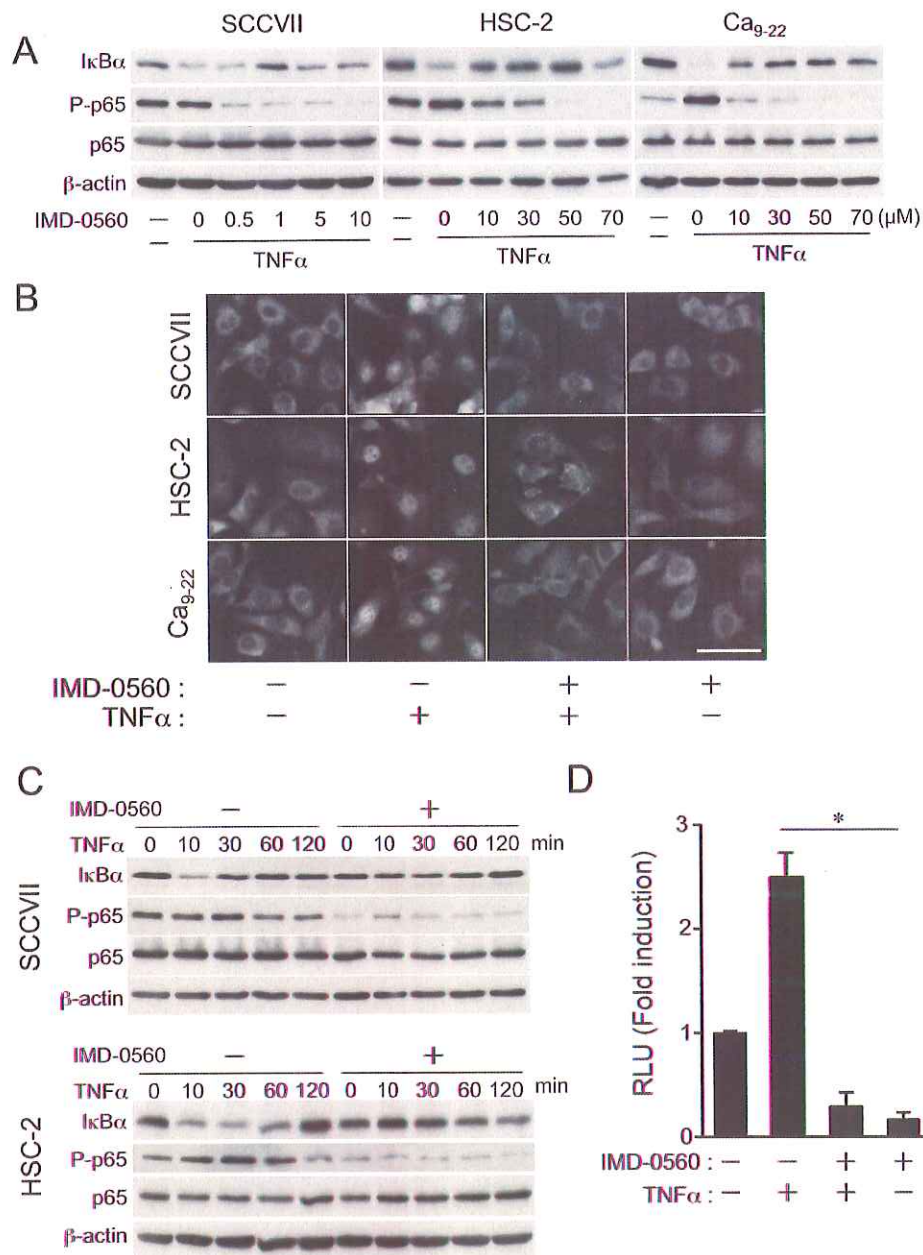 A
SCCVII HSC-2 Ca9-22
IκBα
P-p65
p65
β-actin
IMD-0560 — 0 0.5 1 5 10 — 0 10 30 50 70 — 0 10 30 50 70 (μM)
— — —
TNFα TNFα TNFα
B
SCCVII
HSC-2
Ca9-22
IMD-0560 : — — + +
TNFα : — + + —
C
IMD-0560 — +
TNFα 0 10 30 60 120 0 10 30 60 120 min
SCCVII
IκBα
P-p65
p65
β-actin
IMD-0560 — +
TNFα 0 10 30 60 120 0 10 30 60 120 min
HSC-2
IκBα
P-p65
p65
β-actin
D
*
RLU (Fold induction)
3
2
1
0
IMD-0560 : — — + +
TNFα : — + + —